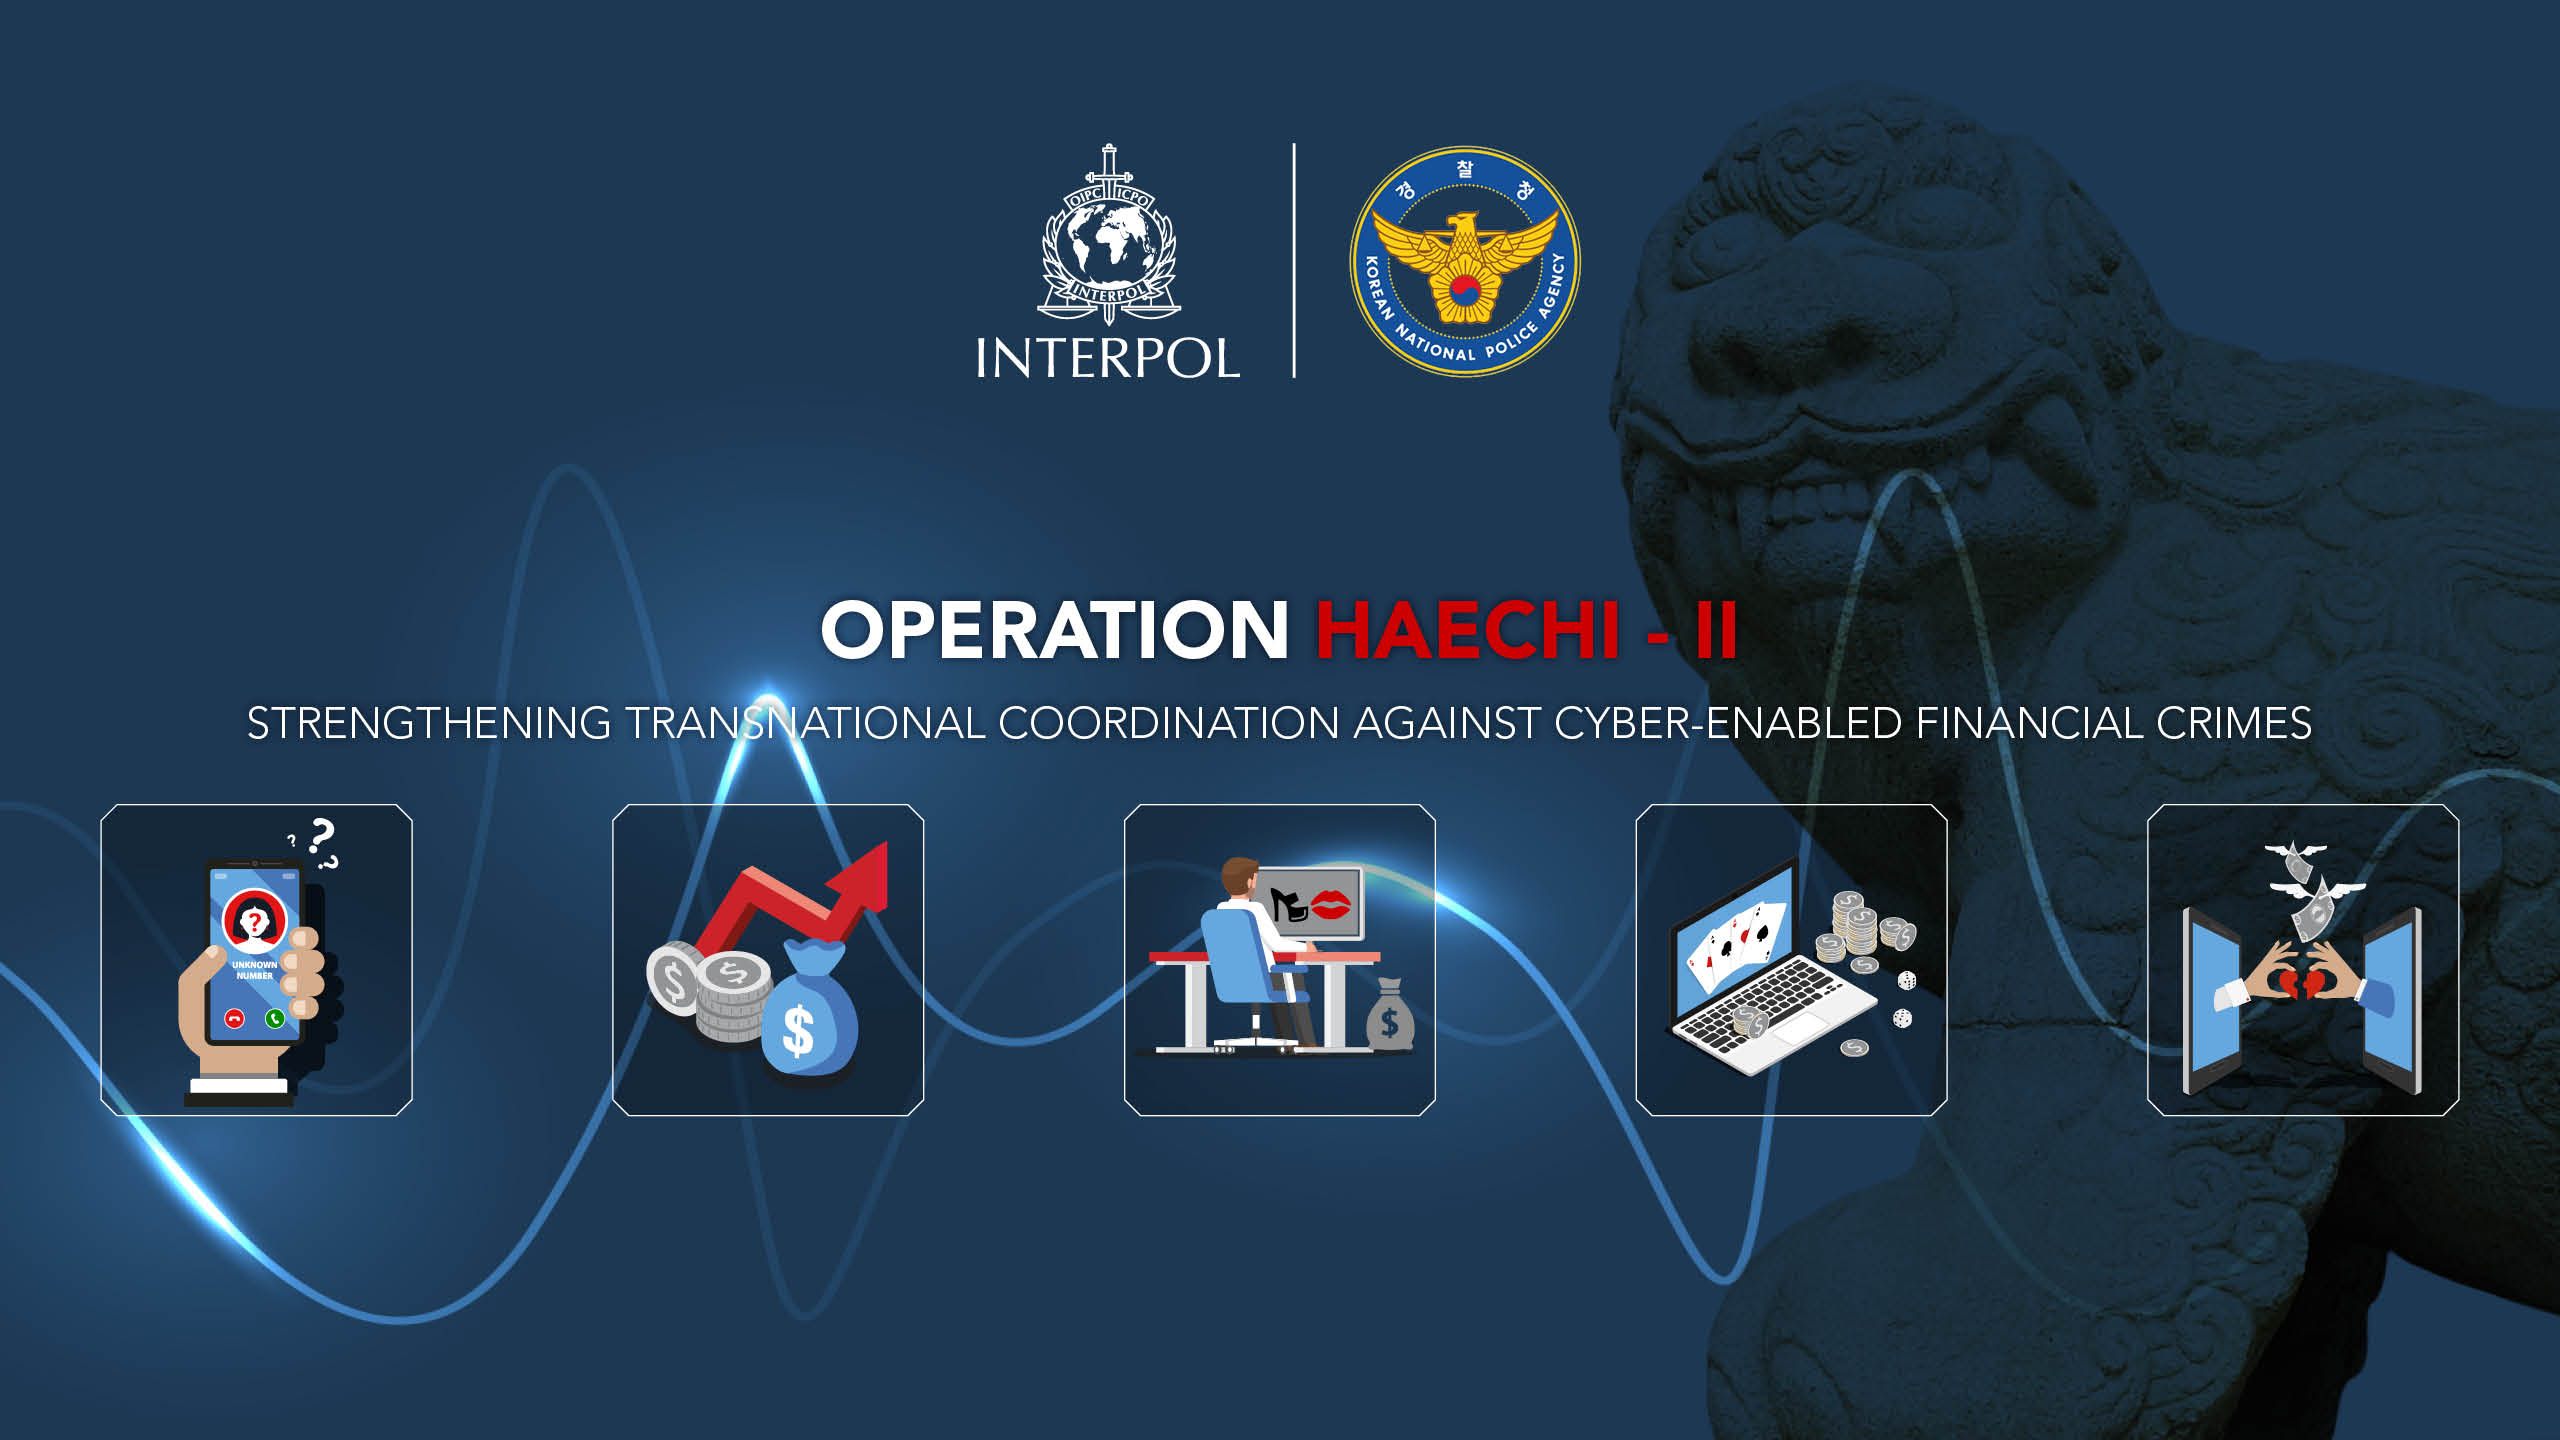 OIPC ICPO
INTERPOL
INTERPOL
경찰청
KOREAN NATIONAL POLICE AGENCY
OPERATION HAECHI - II
STRENGTHENING TRANSNATIONAL COORDINATION AGAINST CYBER-ENABLED FINANCIAL CRIMES
? ? ?
?
UNKNOWN
NUMBER
$ $
$
$